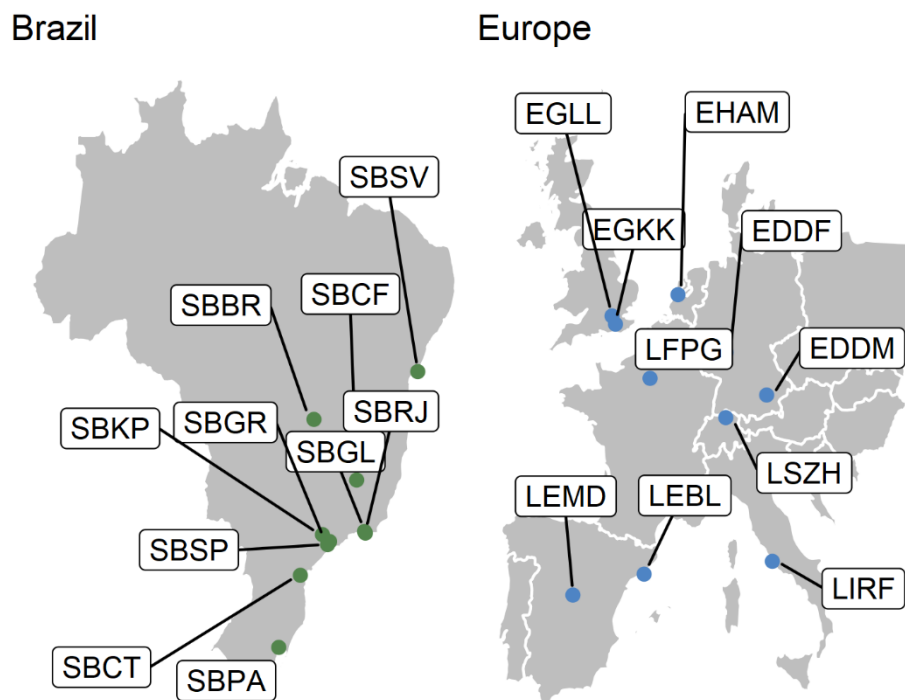 Brazil
Europe
EGLL
EHAM
SBSV
EGKK
EDDF
SBBR
SBCF
LFPG
EDDM
SBKP
SBGR
SBRJ
SBGL
LSZH
LEMD
LEBL
SBSP
LIRF
SBCT
SBPA